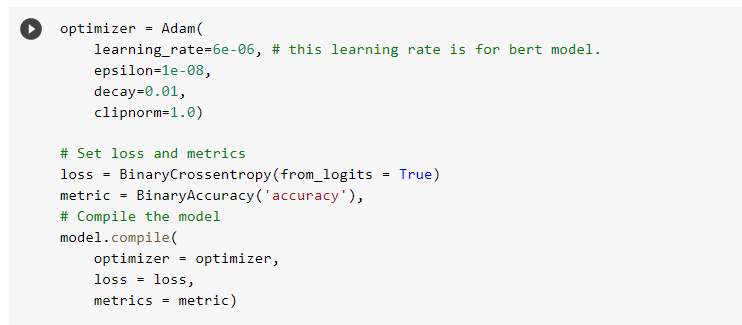 optimizer = Adam(
    learning_rate=6e-06, # this learning rate is for bert model.
    epsilon=1e-08,
    decay=0.01,
    clipnorm=1.0)

# Set loss and metrics
loss = BinaryCrossentropy(from_logits = True)
metric = BinaryAccuracy('accuracy'),
# Compile the model
model.compile(
    optimizer = optimizer,
    loss = loss,
    metrics = metric)